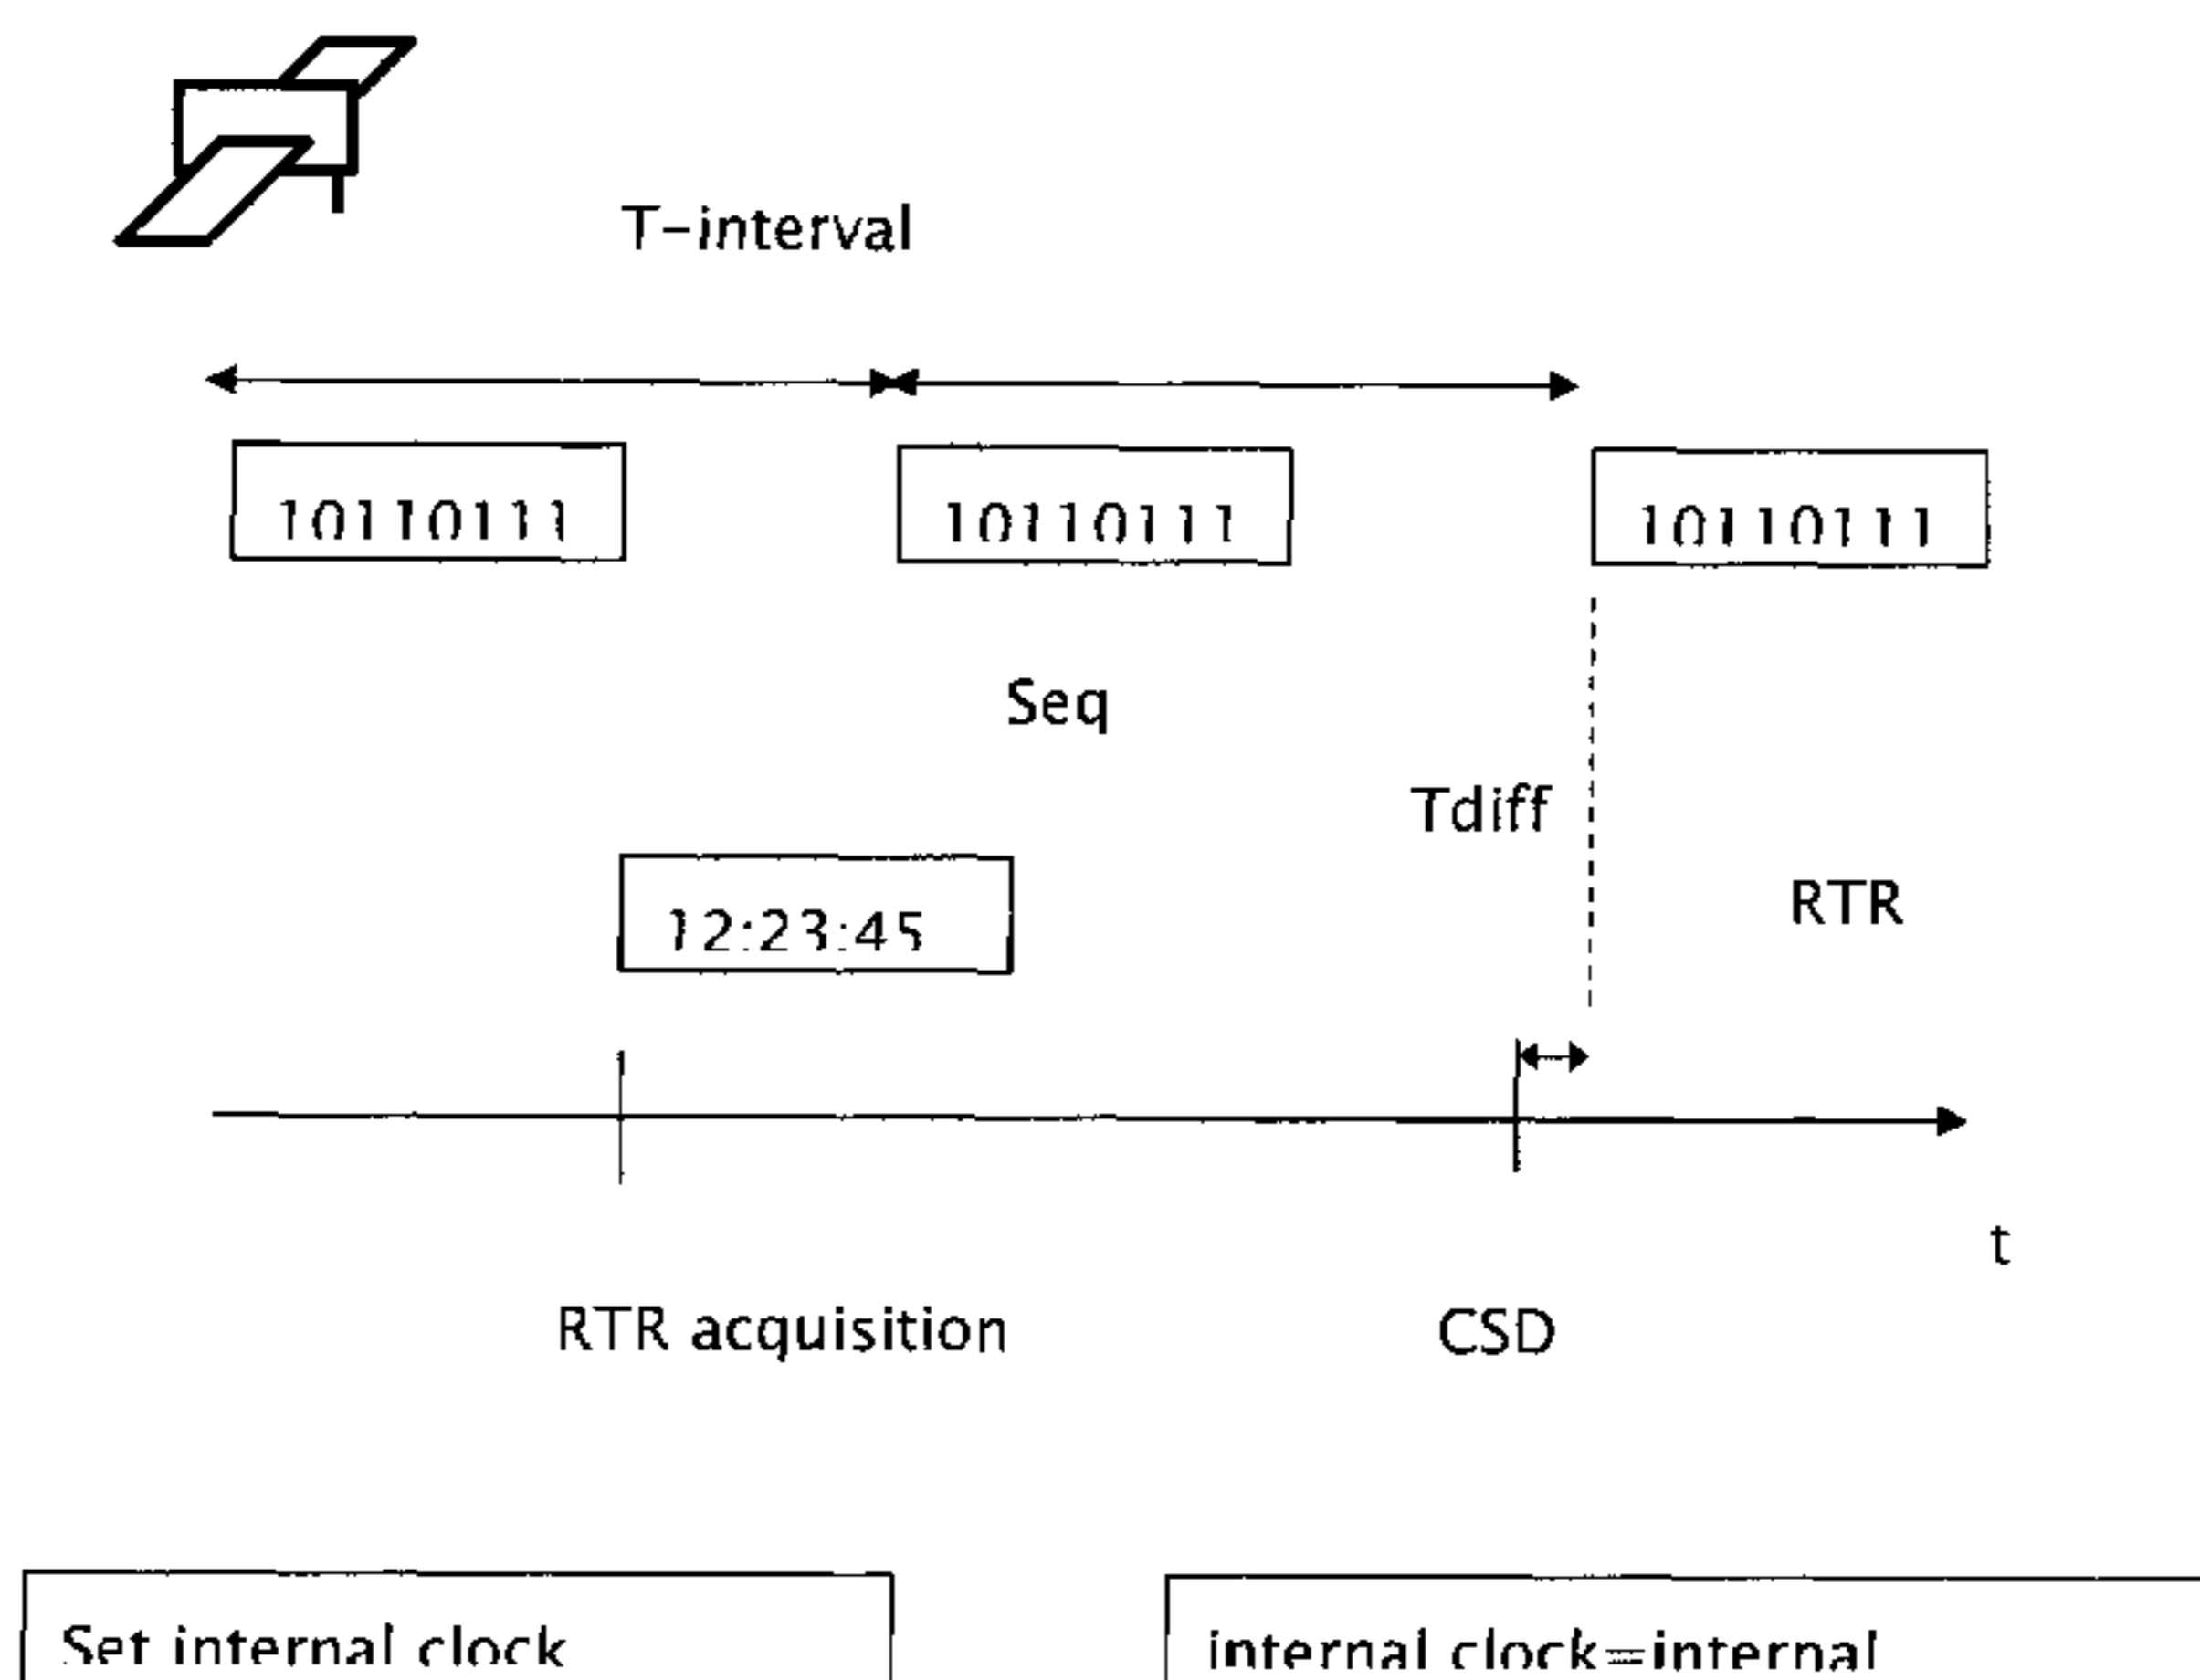 T-interval
10110111
10110111
10110111
Seq
Tdiff
RTR
12:23:45
t
RTR acquisition
CSD
Set internal clock
internal clock=internal